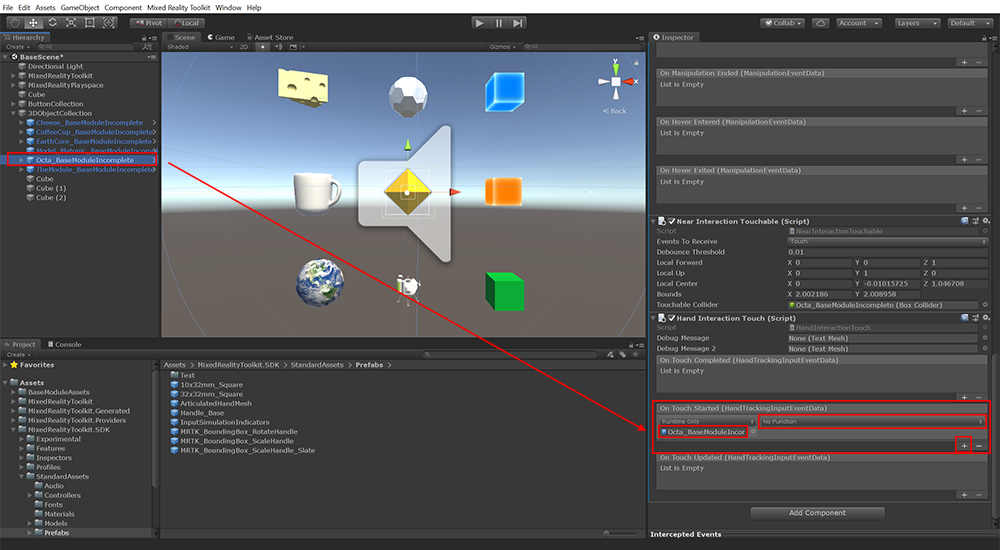 File Edit Assets GameObject Component Mixed Reality Toolkit Window Help
Pivot Local Collab Account Layers Default
Hierarchy
Create All
BaseScene*
Directional Light
MixedRealityToolkit
MixedRealityPlayspace
Cube
ButtonCollection
3DObjectCollection
Cheese_BaseModuleIncomplete
CoffeeCup_BaseModuleIncomplete
EarthCore_BaseModuleIncomplete
Model_Platonic_BaseModuleIncom
Octa_BaseModuleIncomplete
TheModule_BaseModuleIncomplete
Cube
Cube (1)
Cube (2)
Scene Game Asset Store
Shaded 2D Gizmos All
y
x
Back
Project Console
Create
Favorites
Assets
BaseModuleAssets
MixedRealityToolkit
MixedRealityToolkit.Generated
MixedRealityToolkit.Providers
MixedRealityToolkit.SDK
Experimental
Features
Inspectors
Profiles
StandardAssets
Audio
Controllers
Fonts
Materials
Models
Prefabs
Assets > MixedRealityToolkit.SDK > StandardAssets > Prefabs >
Text
10x32mm_Square
32x32mm_Square
ArticulatedHandMesh
Handle_Base
InputSimulationIndicators
MRTK_BoundingBox_RotateHandle
MRTK_BoundingBox_ScaleHandle
MRTK_BoundingBox_ScaleHandle_Slate
Inspector
On Manipulation Ended (ManipulationEventData)
List is Empty
On Hover Entered (ManipulationEventData)
List is Empty
On Hover Exited (ManipulationEventData)
List is Empty
Near Interaction Touchable (Script)
Script NearInteractionTouchable
Events To Receive Touch
Debounce Threshold 0.01
Local Forward X 0 Y 0 Z 1
Local Up X 0 Y 1 Z 0
Local Center X 0 Y -0.01015725 Z 1.046708
Bounds X 2.002186 Y 2.008958
Touchable Collider Octa_BaseModuleIncomplete (Box Collider)
Hand Interaction Touch (Script)
Script HandInteractionTouch
Debug Message None (Text Mesh)
Debug Message 2 None (Text Mesh)
On Touch Completed (HandTrackingInputEventData)
List is Empty
On Touch Started (HandTrackingInputEventData)
Runtime Only No Function
Octa_BaseModuleIncor
On Touch Updated (HandTrackingInputEventData)
List is Empty
Add Component
Intercepted Events